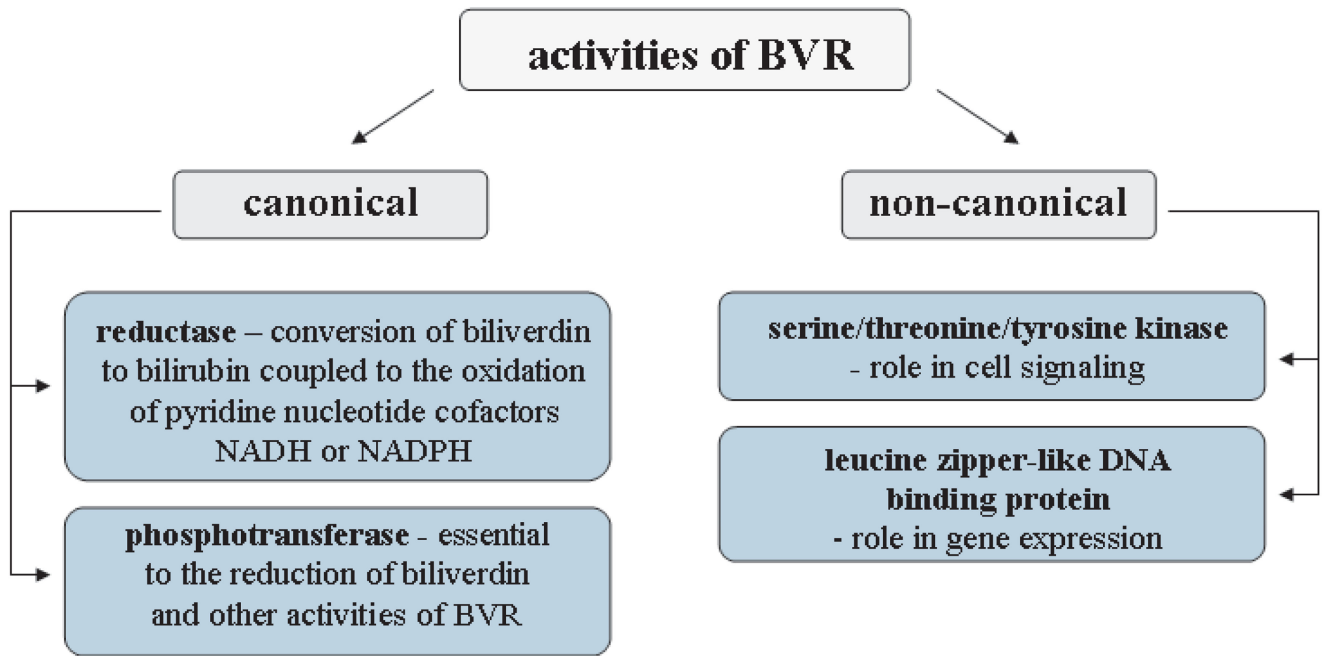 activities of BVR
canonical
non-canonical
reductase – conversion of biliverdin
to bilirubin coupled to the oxidation
of pyridine nucleotide cofactors
NADH or NADPH
phosphotransferase - essential
to the reduction of biliverdin
and other activities of BVR
serine/threonine/tyrosine kinase
- role in cell signaling
leucine zipper-like DNA
binding protein
- role in gene expression